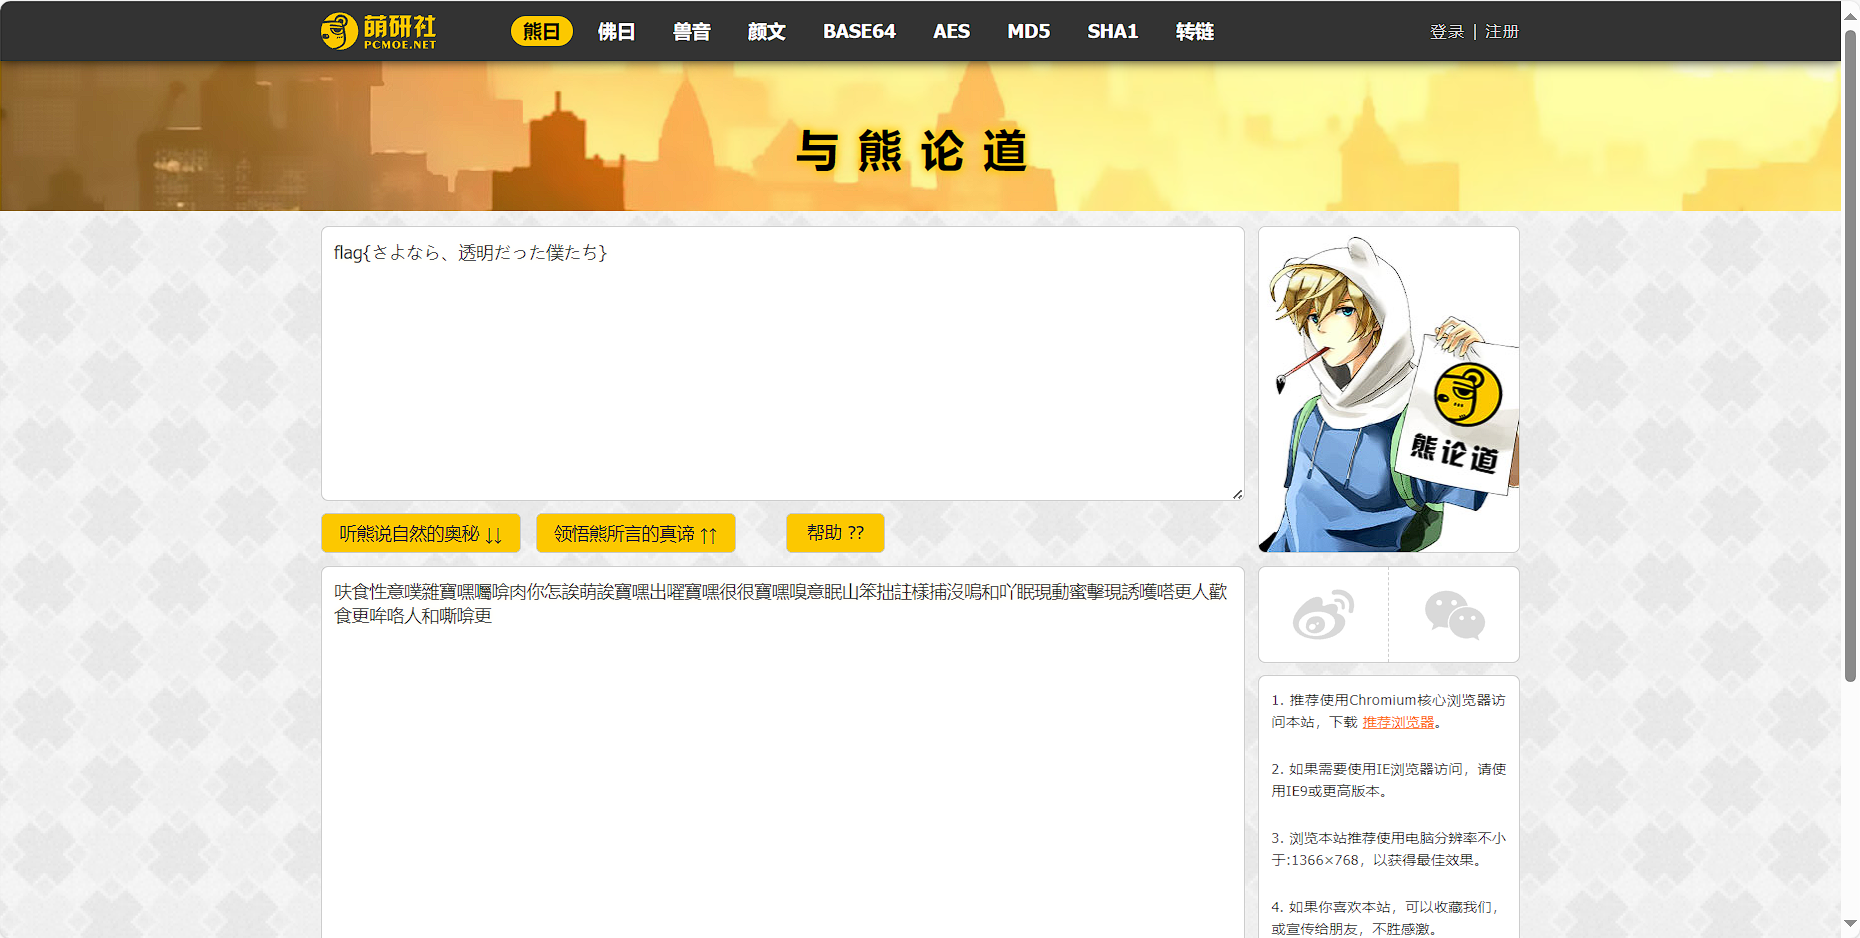 萌研社
PCMOE.NET
熊曰 佛曰 兽音 颜文 BASE64 AES MD5 SHA1 转链
登录 | 注册
与熊论道
flag{さよなら、透明だった僕たち}
熊论道
听熊说自然的奥秘 ↓↓ 领悟熊所言的真谛 ↑↑ 帮助 ??
呋食性意噗雜寶嘿囑唥肉你怎誒萌誒寶嘿出嚁寶嘿很很寶嘿嗅意眠山笨拙註樣捕沒嗚和吖眠現動蜜擊現誘嚄嗒更人歡
食更哞咯人和嘶唥更
1. 推荐使用Chromium核心浏览器访
问本站，下载 推荐浏览器。
2. 如果需要使用IE浏览器访问，请使
用IE9或更高版本。
3. 浏览本站推荐使用电脑分辨率不小
于:1366×768，以获得最佳效果。
4. 如果你喜欢本站，可以收藏我们，
或宣传给朋友，不胜感激。